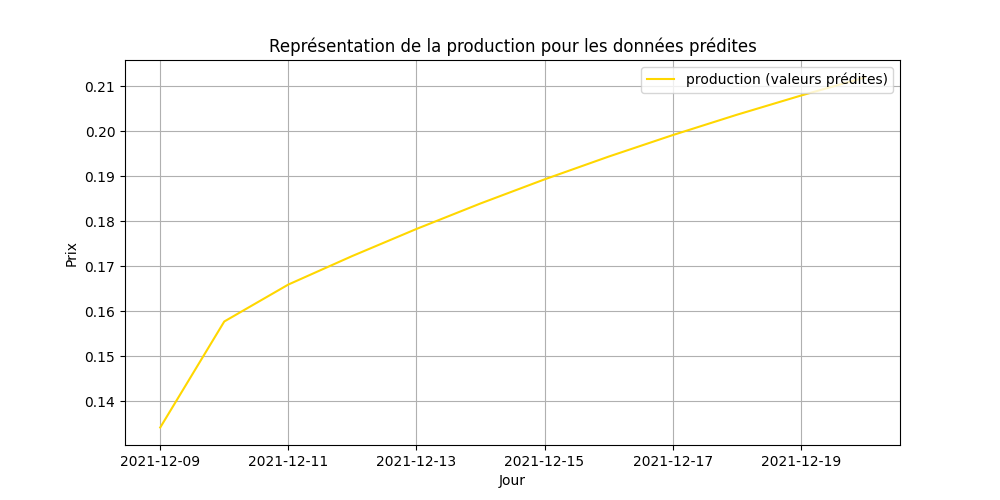 Représentation de la production pour les données prédites
production (valeurs prédites)
0.21
0.20
0.19
0.18
0.17
0.16
0.15
0.14
Prix
2021-12-09 2021-12-11 2021-12-13 2021-12-15 2021-12-17 2021-12-19
Jour